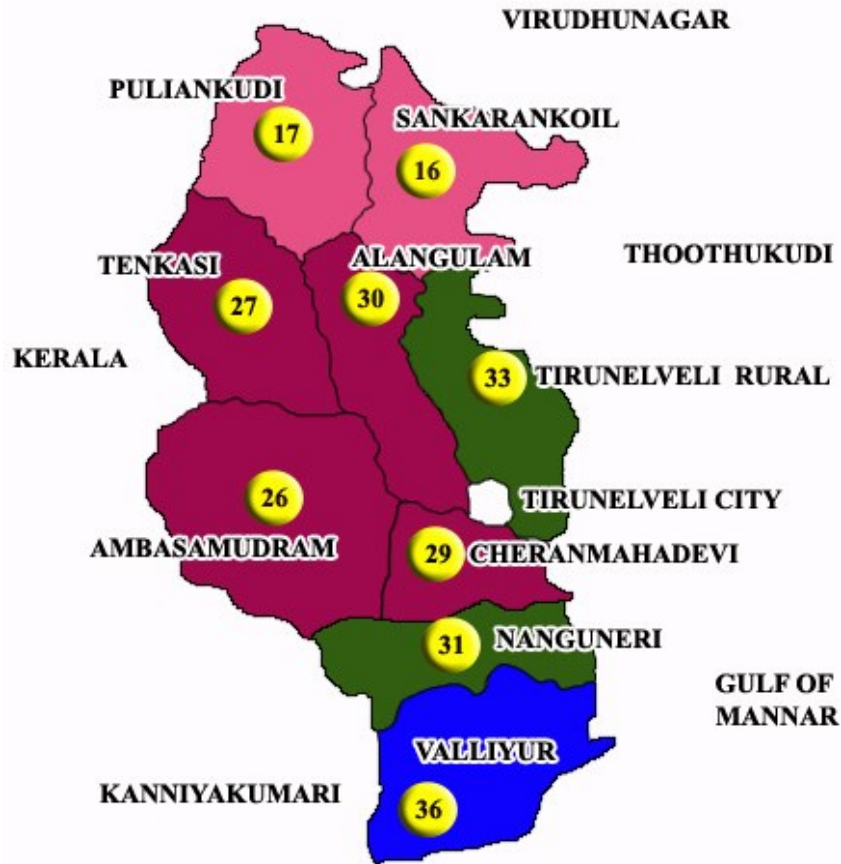 VIRUDHUNAGAR
PULIANKUDI
17
SANKARANKOIL
16
TENKASI
27
ALANGULAM
30
THOOTHUKUDI
KERALA
33
TIRUNELVELI RURAL
26
TIRUNELVELI CITY
AMBASAMUDRAM
29
CHERANMAHADEVI
31
NANGUNERI
GULF OF
MANNAR
VALLIYUR
36
KANNIYAKUMARI